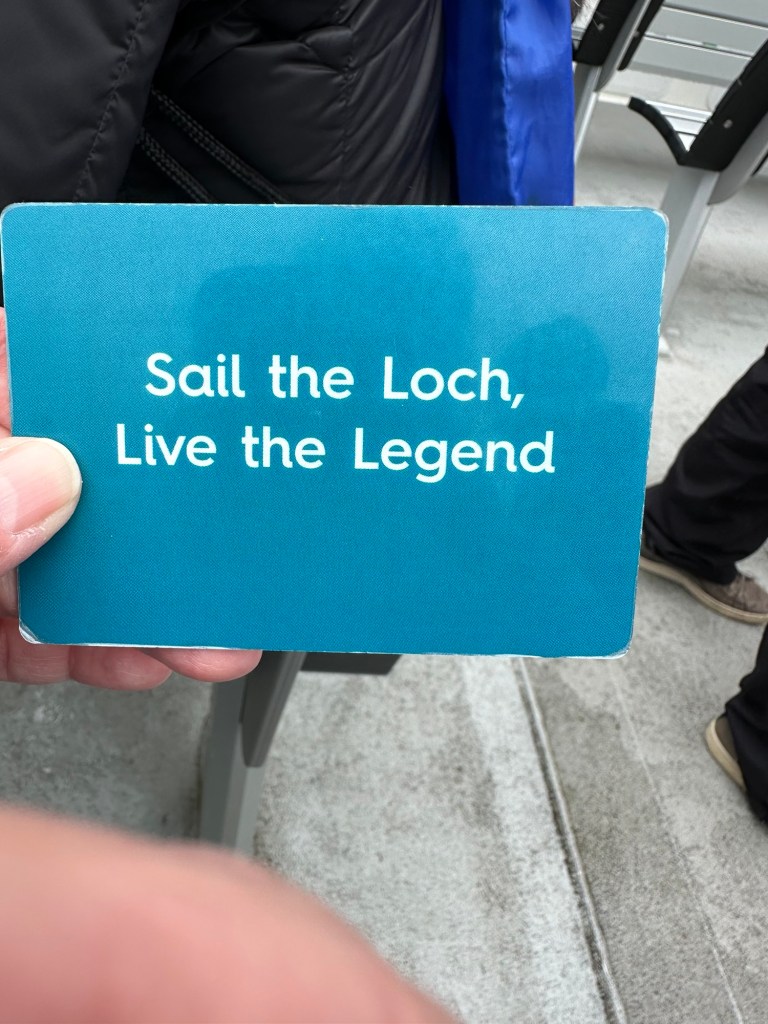 Sail the Loch,
Live the Legend